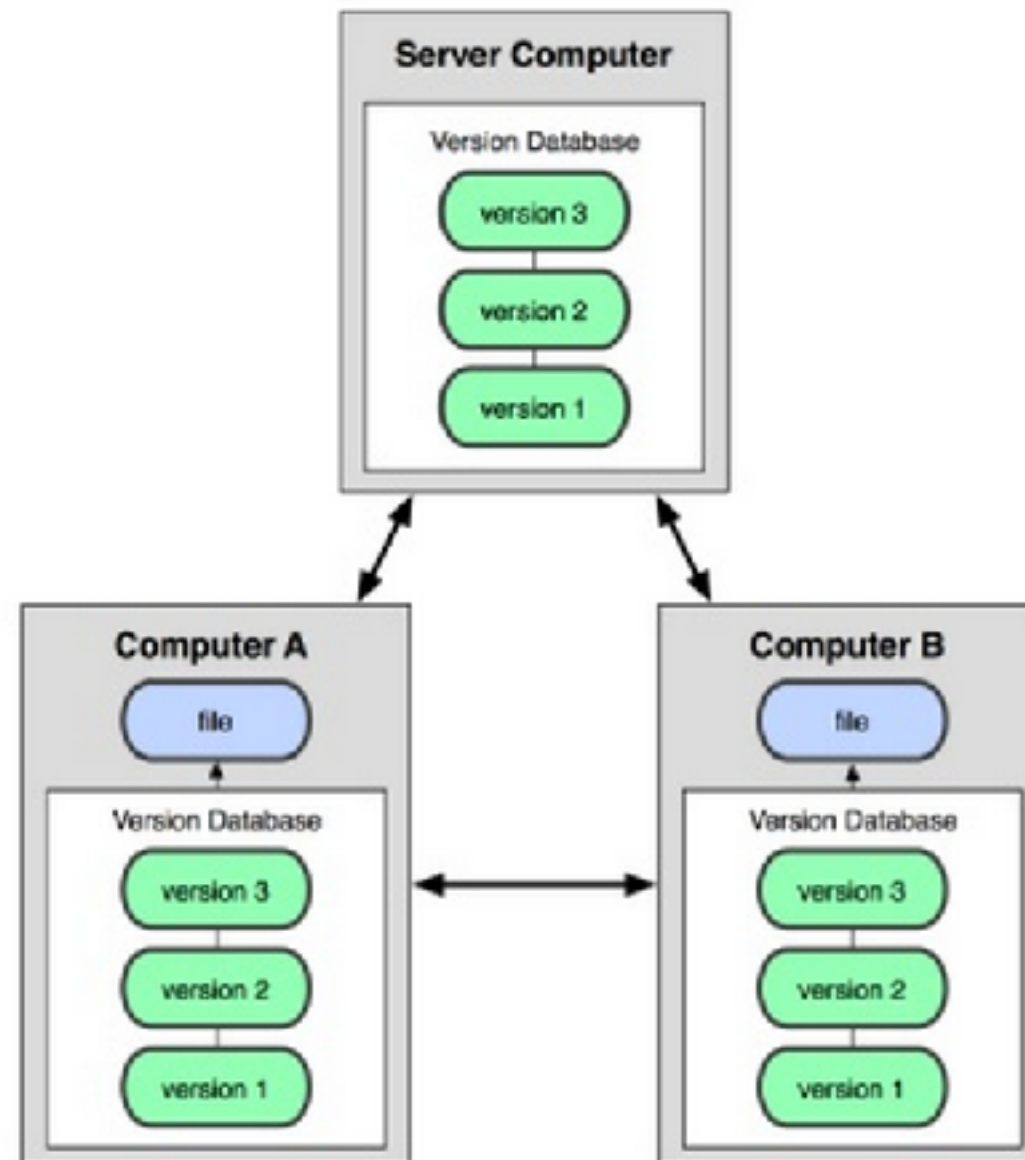 Server Computer
Version Database
version 3
version 2
version 1
Computer A
file
Version Database
version 3
version 2
version 1
Computer B
file
Version Database
version 3
version 2
version 1